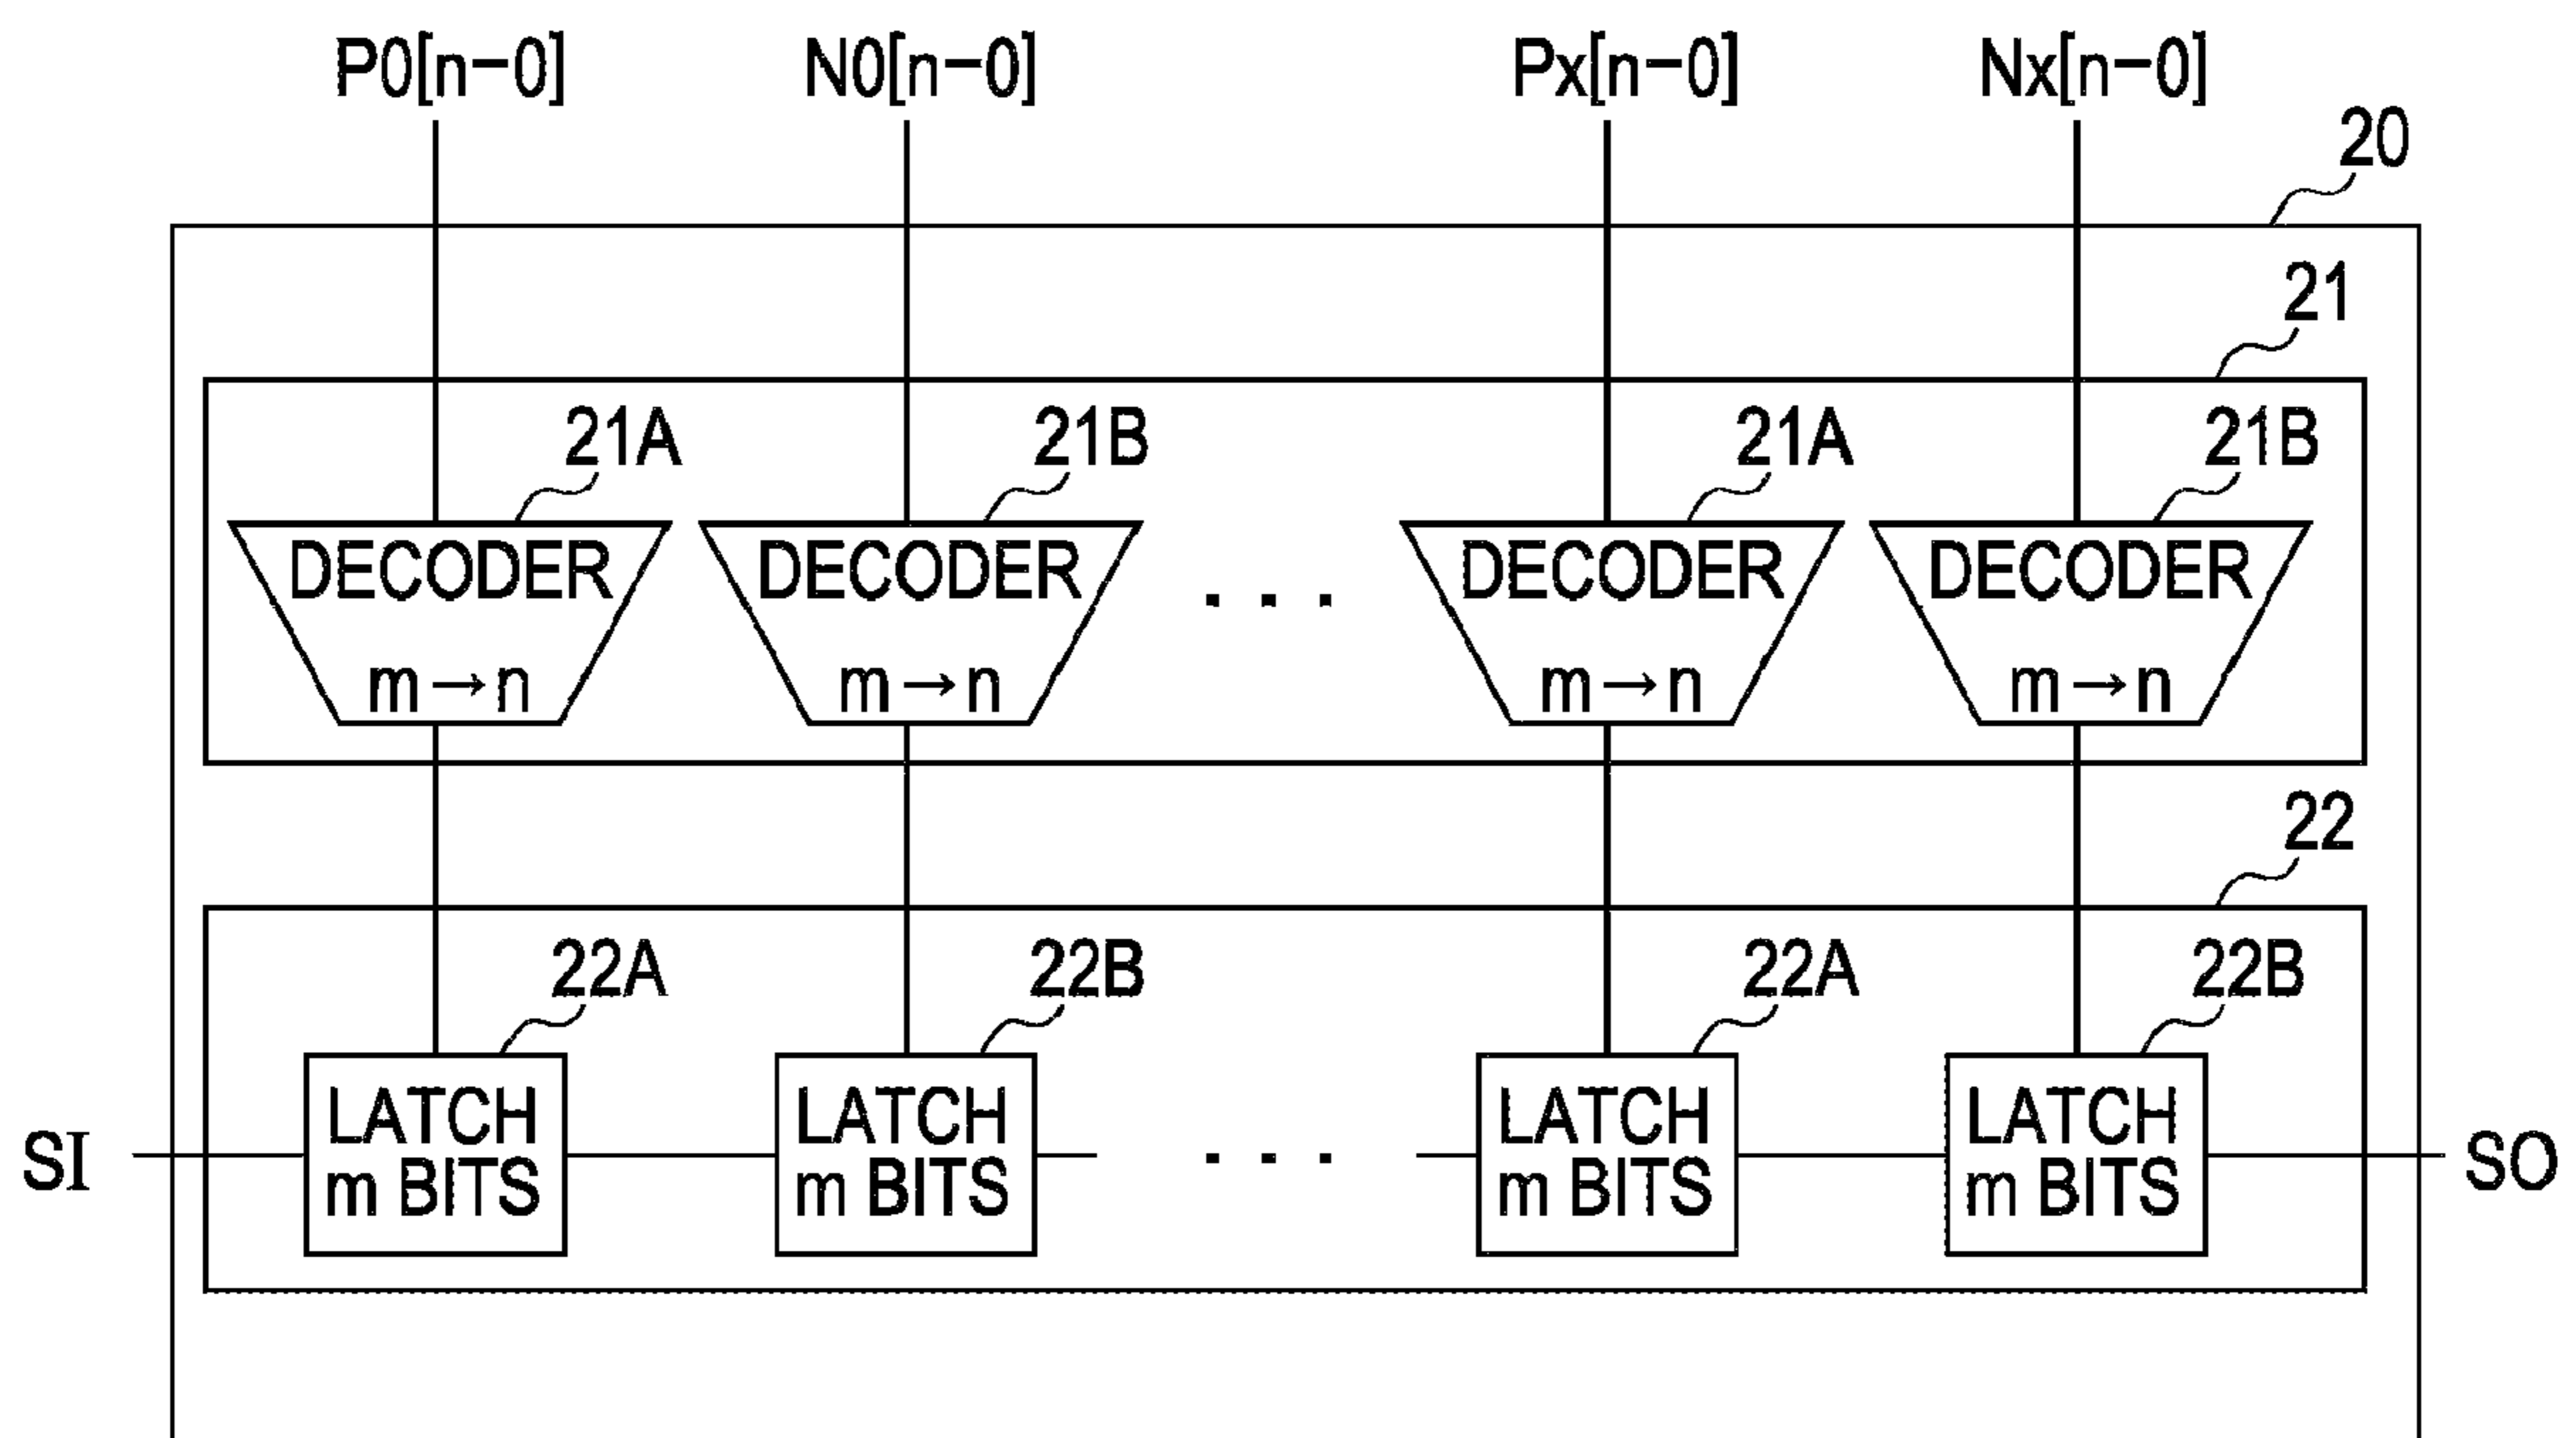 P0[n−0] N0[n−0] Px[n−0] Nx[n−0]
20
21
21A 21B 21A 21B
DECODER DECODER . . . DECODER DECODER
m→n m→n m→n m→n
22
22A 22B 22A 22B
LATCH LATCH LATCH LATCH
SI . . . SO
m BITS m BITS m BITS m BITS